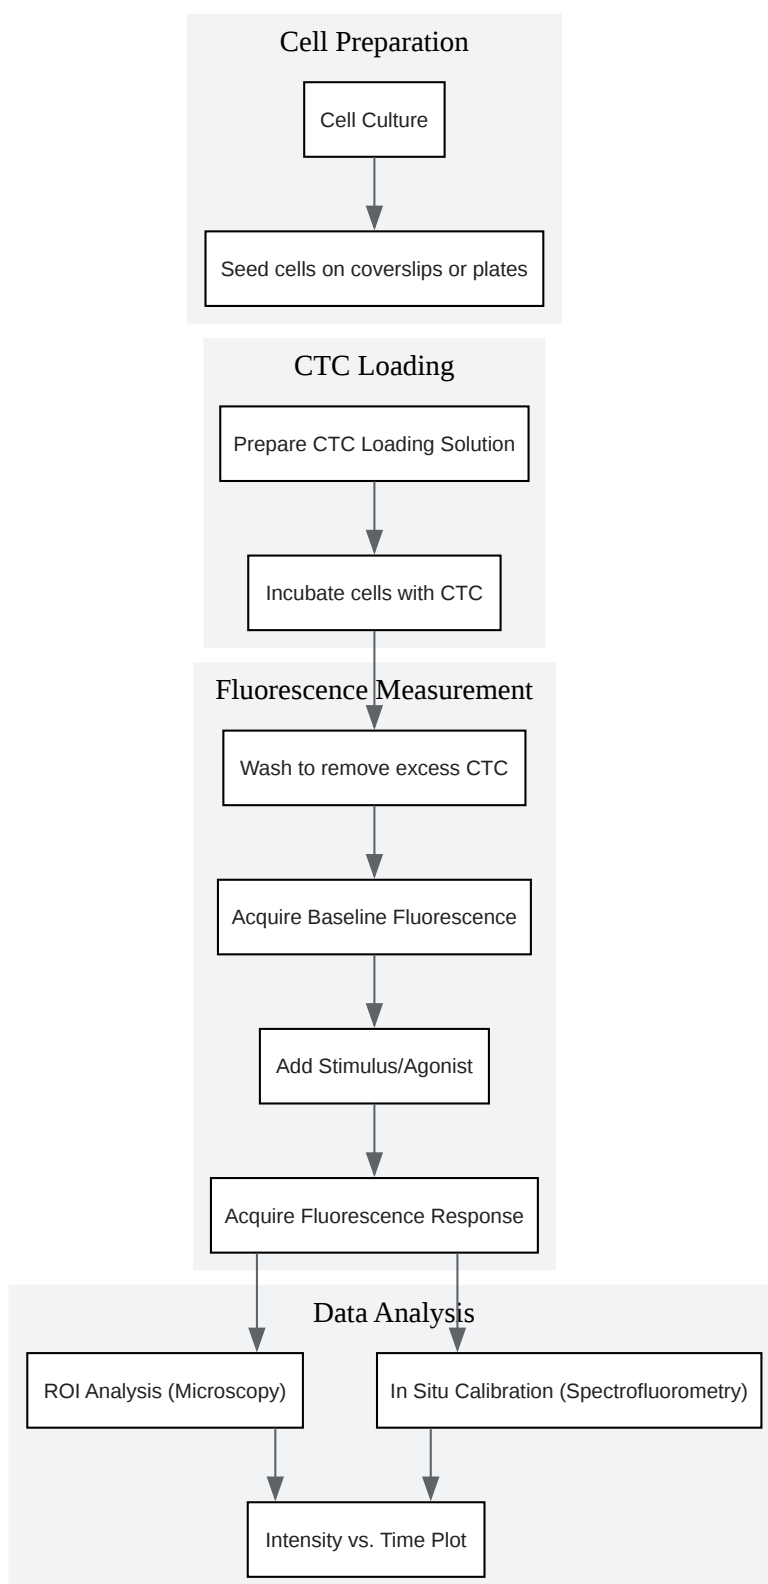 Cell Preparation
Cell Culture
Seed cells on coverslips or plates
CTC Loading
Prepare CTC Loading Solution
Incubate cells with CTC
Fluorescence Measurement
Wash to remove excess CTC
Acquire Baseline Fluorescence
Add Stimulus/Agonist
Acquire Fluorescence Response
Data Analysis
ROI Analysis (Microscopy)
In Situ Calibration (Spectrofluorometry)
Intensity vs. Time Plot